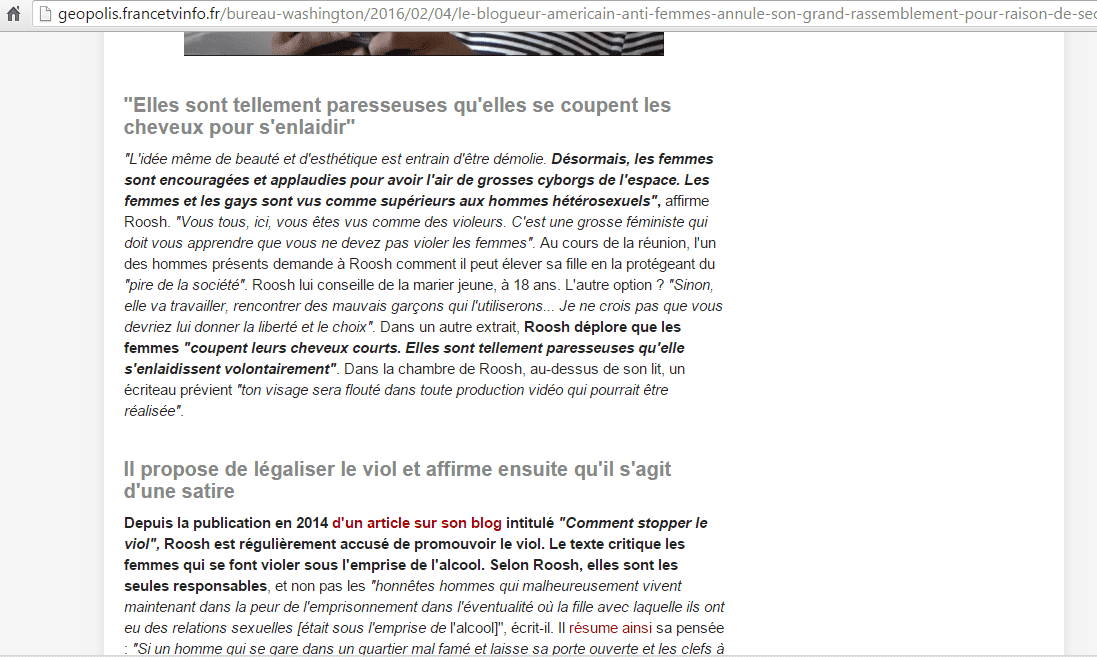 geopolis.francetvinfo.fr/bureau-washington/2016/02/04/le-blogueur-americain-anti-femmes-annule-son-grand-rassemblement-pour-raison-de-sec
"Elles sont tellement paresseuses qu'elles se coupent les
cheveux pour s'enlaidir"
"L'idée même de beauté et d'esthétique est entrain d'être démolie. Désormais, les femmes
sont encouragées et applaudies pour avoir l'air de grosses cyborgs de l'espace. Les
femmes et les gays sont vus comme supérieurs aux hommes hétérosexuels", affirme
Roosh. "Vous tous, ici, vous êtes vus comme des violeurs. C'est une grosse féministe qui
doit vous apprendre que vous ne devez pas violer les femmes". Au cours de la réunion, l'un
des hommes présents demande à Roosh comment il peut élever sa fille en la protégeant du
"pire de la société". Roosh lui conseille de la marier jeune, à 18 ans. L'autre option ? "Sinon,
elle va travailler, rencontrer des mauvais garçons qui l'utiliserons... Je ne crois pas que vous
devriez lui donner la liberté et le choix". Dans un autre extrait, Roosh déplore que les
femmes "coupent leurs cheveux courts. Elles sont tellement paresseuses qu'elle
s'enlaidissent volontairement". Dans la chambre de Roosh, au-dessus de son lit, un
écriteau prévient "ton visage sera flouté dans toute production vidéo qui pourrait être
réalisée".
Il propose de légaliser le viol et affirme ensuite qu'il s'agit
d'une satire
Depuis la publication en 2014 d'un article sur son blog intitulé "Comment stopper le
viol", Roosh est régulièrement accusé de promouvoir le viol. Le texte critique les
femmes qui se font violer sous l'emprise de l'alcool. Selon Roosh, elles sont les
seules responsables, et non pas les "honnêtes hommes qui malheureusement vivent
maintenant dans la peur de l'emprisonnement dans l'éventualité où la fille avec laquelle ils ont
eu des relations sexuelles [était sous l'emprise de l'alcool]", écrit-il. Il résume ainsi sa pensée
: "Si un homme qui se gare dans un quartier mal famé et laisse sa porte ouverte et les clefs à